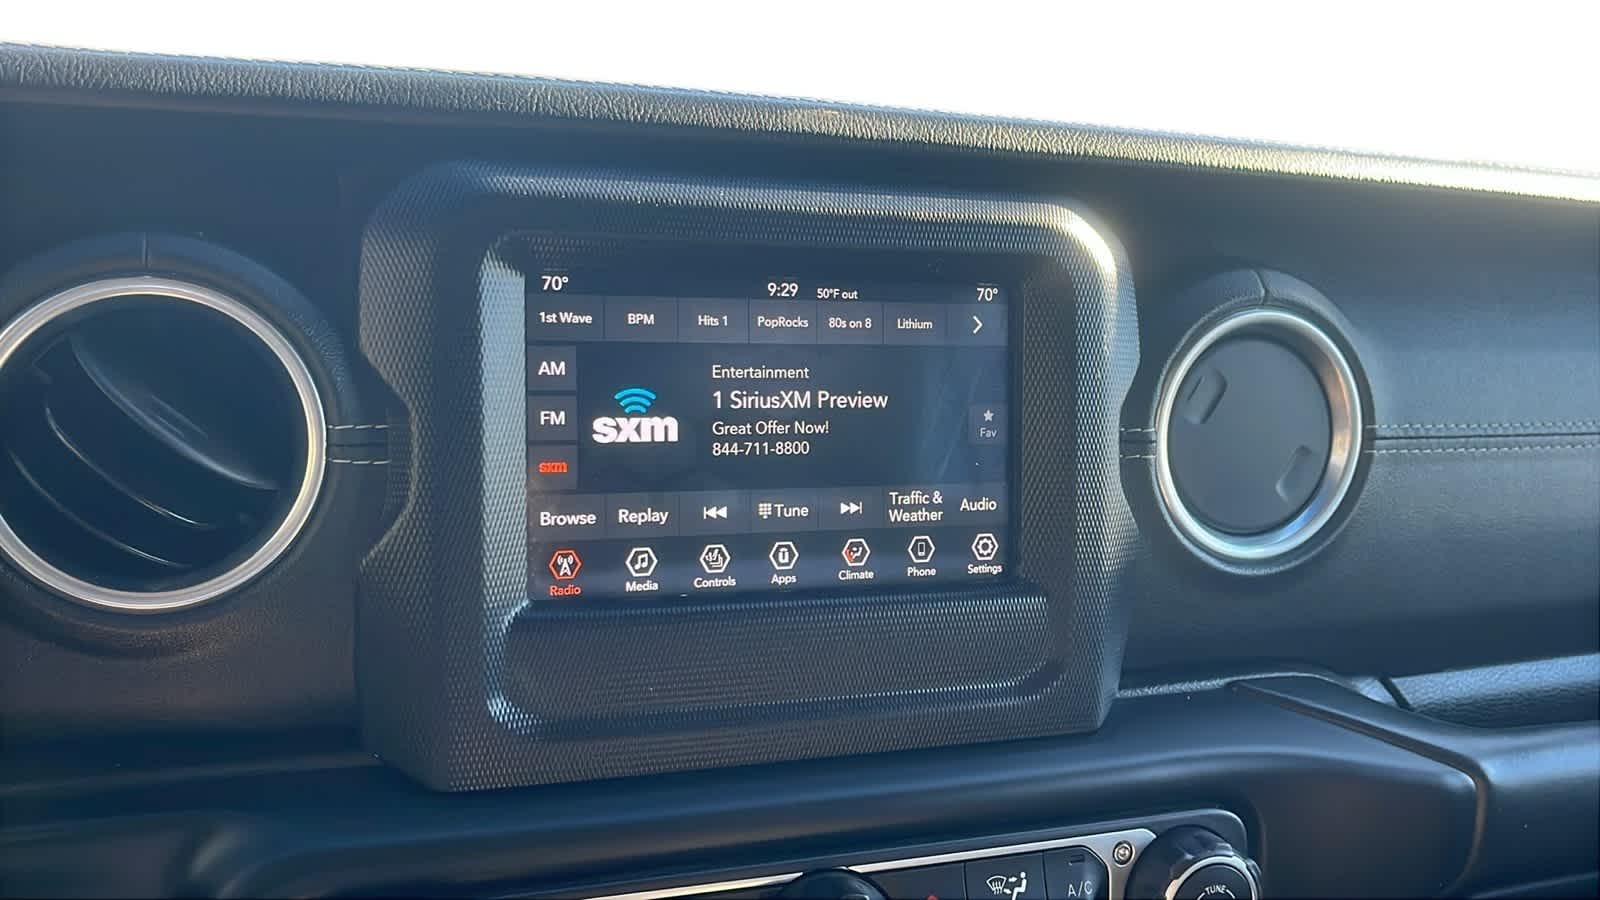 70° 9:29 50°F out 70°
1st Wave BPM Hits 1 PopRocks 80s on 8 Lithium
AM
FM
sxm
sxm
Entertainment
1 SiriusXM Preview
Great Offer Now!
844-711-8800
Fav
Browse Replay Tune Traffic & Weather Audio
Radio Media Controls Apps Climate Phone Settings
A/C
TUNE